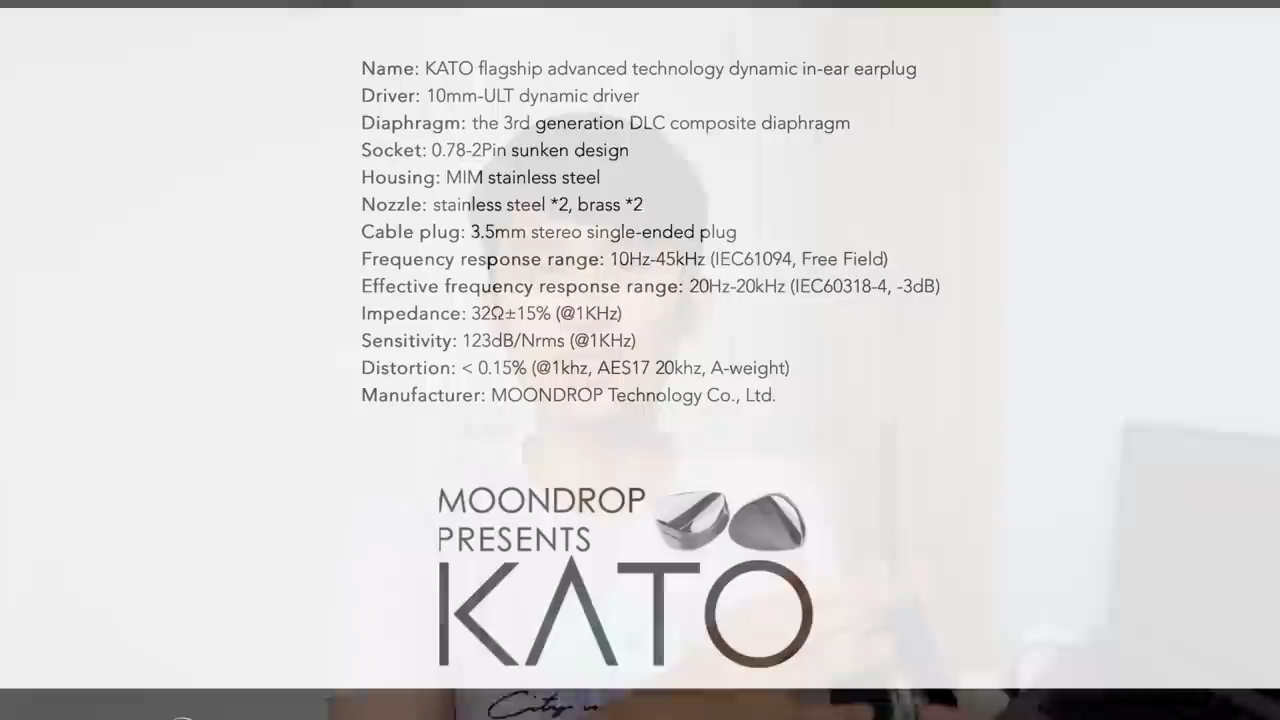 Name: KATO flagship advanced technology dynamic in-ear earplug
Driver: 10mm-ULT dynamic driver
Diaphragm: the 3rd generation DLC composite diaphragm
Socket: 0.78-2Pin sunken design
Housing: MIM stainless steel
Nozzle: stainless steel *2, brass *2
Cable plug: 3.5mm stereo single-ended plug
Frequency response range: 10Hz-45kHz (IEC61094, Free Field)
Effective frequency response range: 20Hz-20kHz (IEC60318-4, -3dB)
Impedance: 32Ω±15% (@1KHz)
Sensitivity: 123dB/Nrms (@1KHz)
Distortion: < 0.15% (@1khz, AES17 20khz, A-weight)
Manufacturer: MOONDROP Technology Co., Ltd.
MOONDROP
PRESENTS
KATO
City